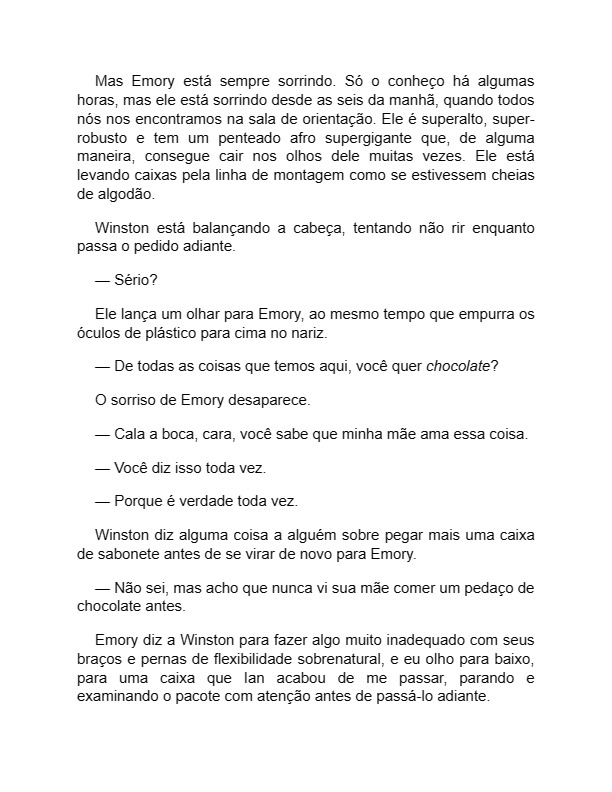 Mas Emory está sempre sorrindo. Só o conheço há algumas
horas, mas ele está sorrindo desde as seis da manhã, quando todos
nós nos encontramos na sala de orientação. Ele é superalto, super-
robusto e tem um penteado afro supergigante que, de alguma
maneira, consegue cair nos olhos dele muitas vezes. Ele está
levando caixas pela linha de montagem como se estivessem cheias
de algodão.
Winston está balançando a cabeça, tentando não rir enquanto
passa o pedido adiante.
— Sério?
Ele lança um olhar para Emory, ao mesmo tempo que empurra os
óculos de plástico para cima no nariz.
— De todas as coisas que temos aqui, você quer chocolate?
O sorriso de Emory desaparece.
— Cala a boca, cara, você sabe que minha mãe ama essa coisa.
— Você diz isso toda vez.
— Porque é verdade toda vez.
Winston diz alguma coisa a alguém sobre pegar mais uma caixa
de sabonete antes de se virar de novo para Emory.
— Não sei, mas acho que nunca vi sua mãe comer um pedaço de
chocolate antes.
Emory diz a Winston para fazer algo muito inadequado com seus
braços e pernas de flexibilidade sobrenatural, e eu olho para baixo,
para uma caixa que Ian acabou de me passar, parando e
examinando o pacote com atenção antes de passá-lo adiante.